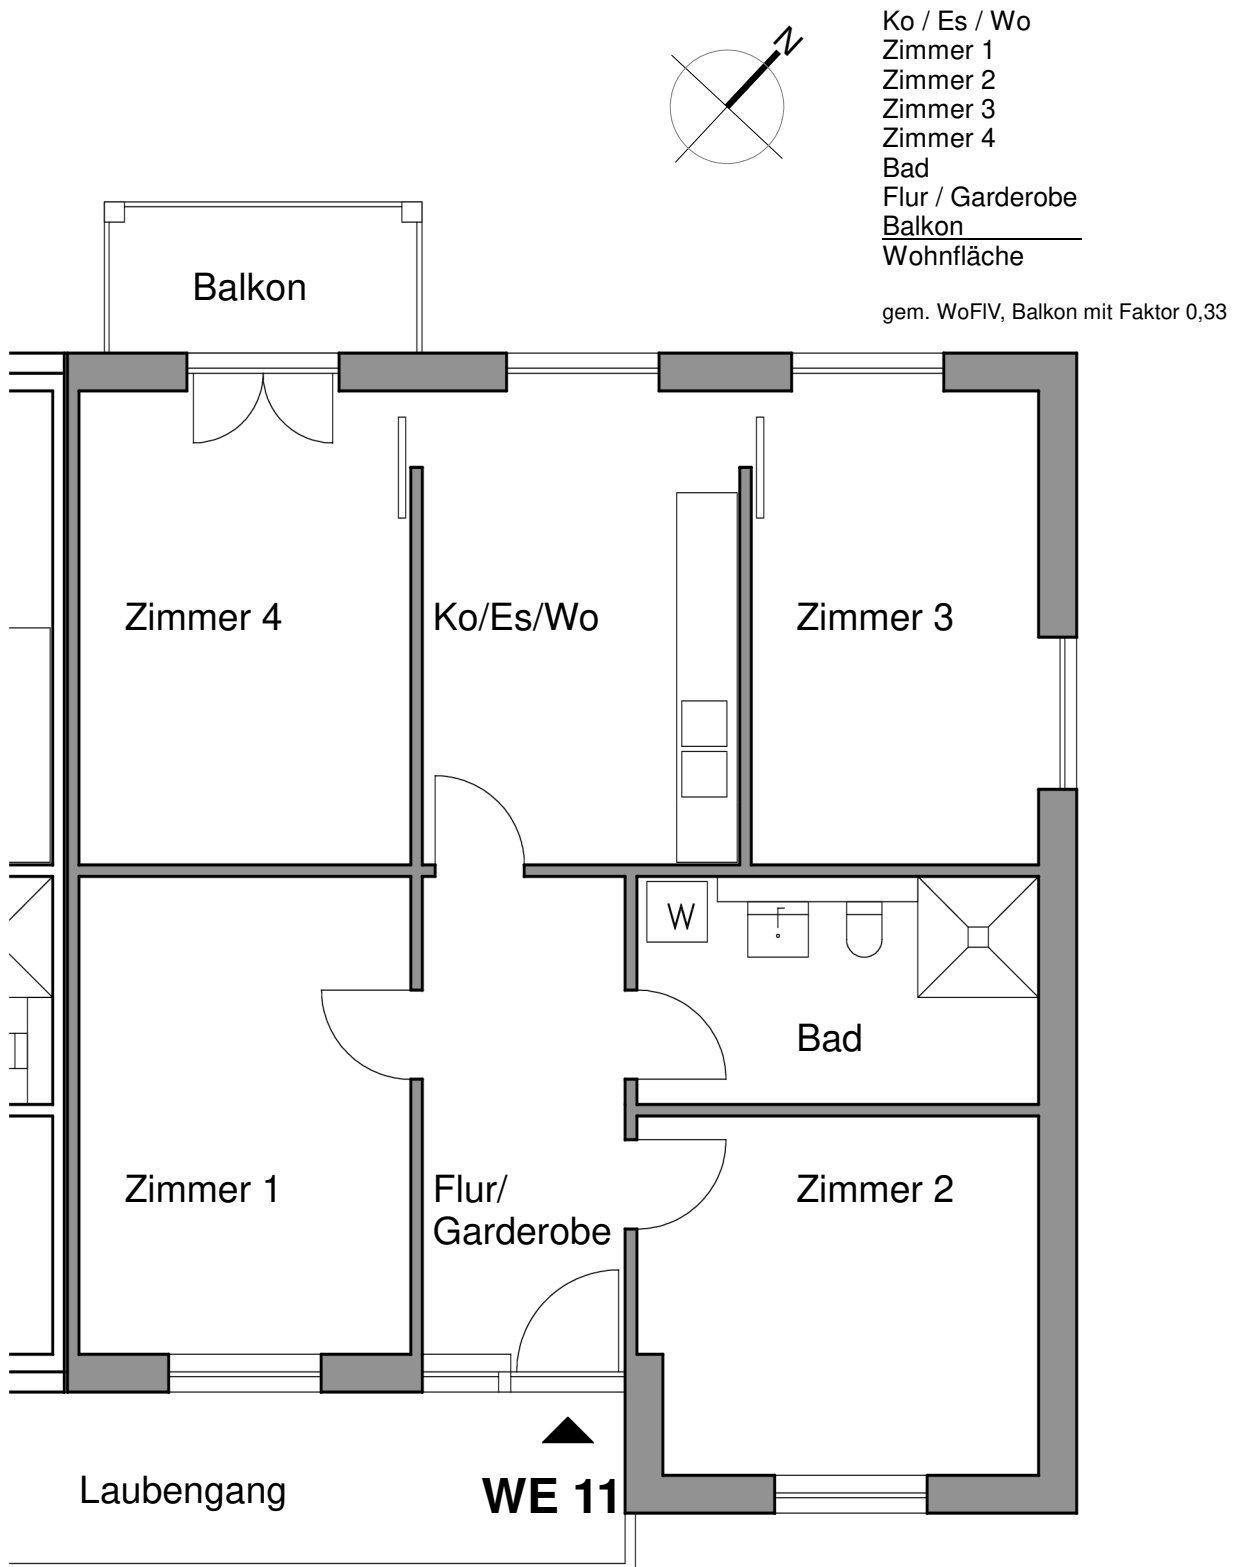 N
Ko / Es / Wo
Zimmer 1
Zimmer 2
Zimmer 3
Zimmer 4
Bad
Flur / Garderobe
Balkon
Wohnfläche
gem. WoFlV, Balkon mit Faktor 0,33
Balkon
Zimmer 4
Ko/Es/Wo
Zimmer 3
W
Bad
Zimmer 1
Flur/
Garderobe
Zimmer 2
Laubengang
WE 11